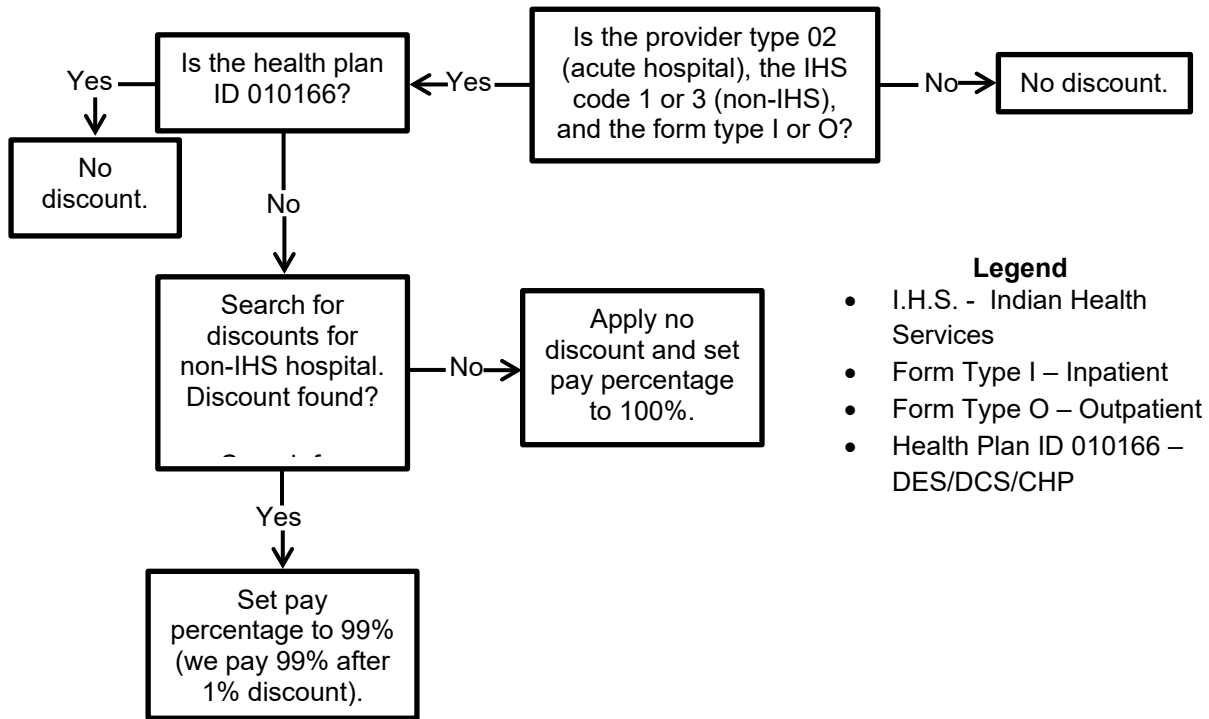 Is the provider type 02
(acute hospital), the IHS
code 1 or 3 (non-IHS),
and the form type I or O?
No
No discount.
Yes
Is the health plan
ID 010166?
Yes
No
discount.
No
Search for
discounts for
non-IHS hospital.
Discount found?
No
Apply no
discount and set
pay percentage
to 100%.
Yes
Set pay
percentage to 99%
(we pay 99% after
1% discount).
Legend
• I.H.S. - Indian Health
Services
• Form Type I – Inpatient
• Form Type O – Outpatient
• Health Plan ID 010166 –
DES/DCS/CHP